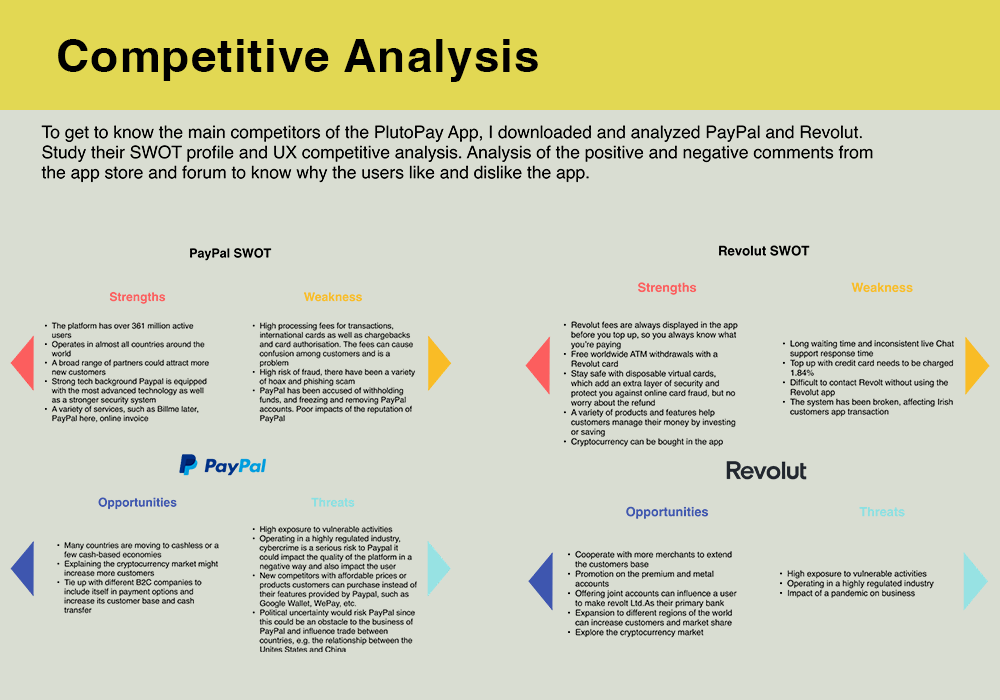 Competitive Analysis
To get to know the main competitors of the PlutoPay App, I downloaded and analyzed PayPal and Revolut.
Study their SWOT profile and UX competitive analysis. Analysis of the positive and negative comments from
the app store and forum to know why the users like and dislike the app.
PayPal SWOT
Strengths
• The platform has over 361 million active
users
• Operates in almost all countries around the
world
• A broad range of partners could attract more
new customers
• Strong tech background Paypal is equipped
with the most advanced technology as well
as a stronger security system
• A variety of services, such as Billme later,
PayPal here, online invoice
Weakness
• High processing fees for transactions,
international cards as well as chargebacks
and card authorisation. The fees can cause
confusion among customers and is a
problem
• High risk of fraud, there have been a variety
of hoax and phishing scam
• PayPal has been accused of withholding
funds, and freezing and removing PayPal
accounts. Poor impacts of the reputation of
PayPal
PayPal
Opportunities
• Many countries are moving to cashless or a
few cash-based economies
• Explaining the cryptocurrency market might
increase more customers
• Tie up with different B2C companies to
include itself in payment options and
increase its customer base and cash
transfer
Threats
• High exposure to vulnerable activities
• Operating in a highly regulated industry,
cybercrime is a serious risk to Paypal it
could impact the quality of the platform in a
negative way and also impact the user
• New competitors with affordable prices or
products customers can purchase instead of
their features provided by Paypal, such as
Google Wallet, WePay, etc.
• Political uncertainty would risk PayPal since
this could be an obstacle to the business of
PayPal and influence trade between
countries, e.g. the relationship between the
Unites States and China
Revolut SWOT
Strengths
• Revolut fees are always displayed in the app
before you top up, so you always know what
you're paying
• Free worldwide ATM withdrawals with a
Revolut card
• Stay safe with disposable virtual cards,
which add an extra layer of security and
protect you against online card fraud, but no
worry about the refund
• A variety of products and features help
customers manage their money by investing
or saving
• Cryptocurrency can be bought in the app
Weakness
• Long waiting time and inconsistent live Chat
support response time
• Top up with credit card needs to be charged
1.84%
• Difficult to contact Revolt without using the
Revolut app
• The system has been broken, affecting Irish
customers app transaction
Revolut
Opportunities
• Cooperate with more merchants to extend
the customers base
• Promotion on the premium and metal
accounts
• Offering joint accounts can influence a user
to make revolt Ltd.As their primary bank
• Expansion to different regions of the world
can increase customers and market share
• Explore the cryptocurrency market
Threats
• High exposure to vulnerable activities
• Operating in a highly regulated industry
• Impact of a pandemic on business